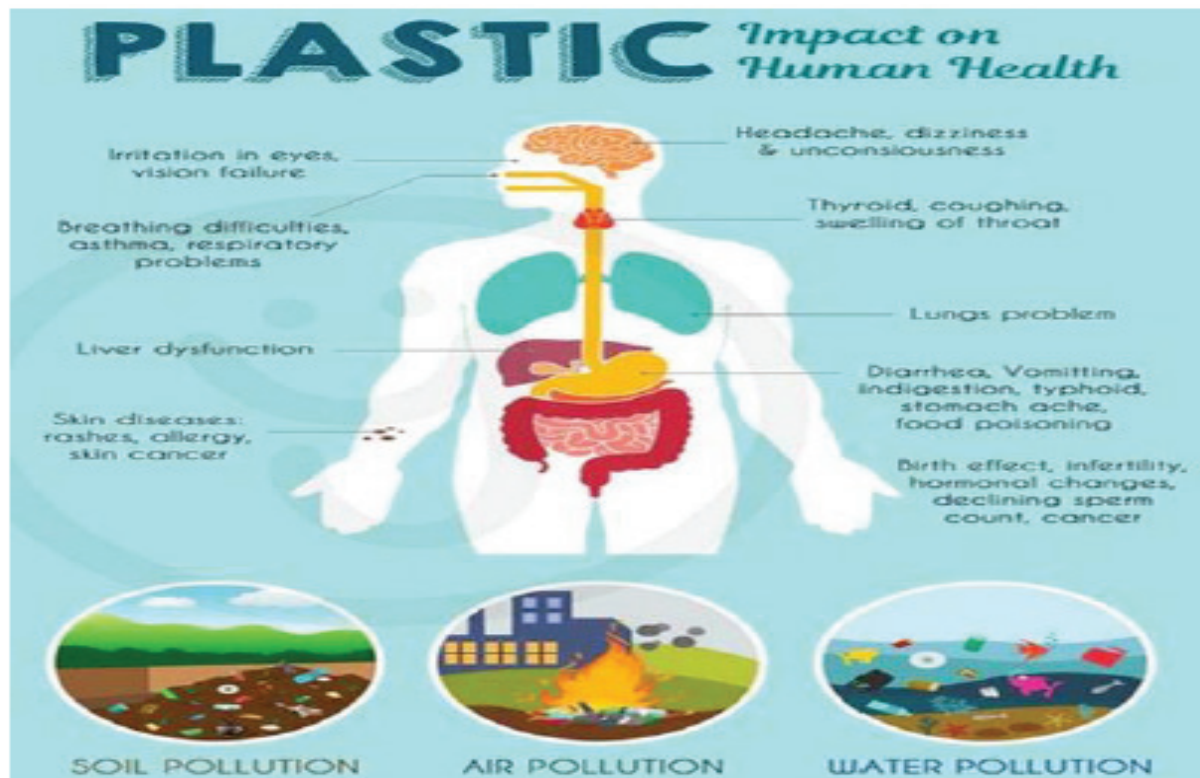 PLASTIC Impact on
Human Health
Irritation in eyes,
vision failure
Breathing difficulties,
asthma, respiratory
problems
Liver dysfunction
Skin diseases:
rashes, allergy,
skin cancer
Headache, dizziness
& unconsiousness
Thyroid, coughing,
swelling of throat
Lungs problem
Diarrhea, Vomitting,
indigestion, typhoid,
stomach ache,
food poisoning
Birth effect, infertility,
hormonal changes,
declining sperm
count, cancer
SOIL POLLUTION
AIR POLLUTION
WATER POLLUTION